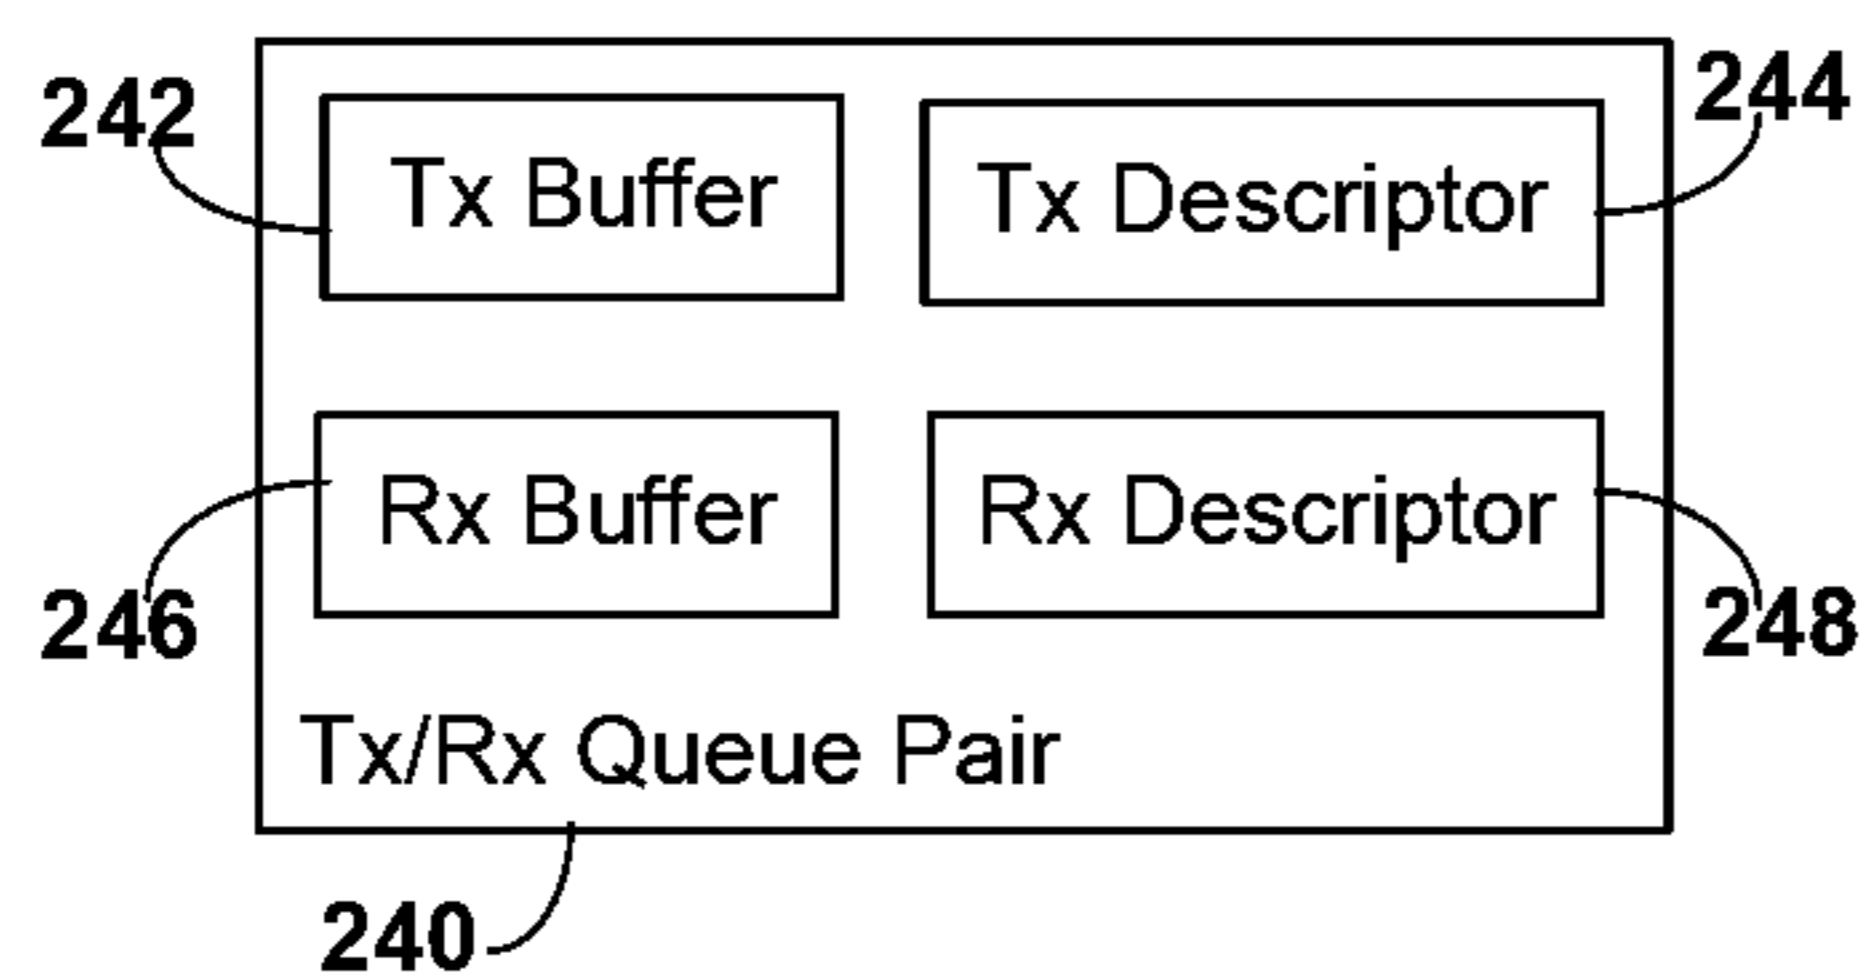 242
244
Tx Buffer
Tx Descriptor
Rx Buffer
Rx Descriptor
246
248
Tx/Rx Queue Pair
240